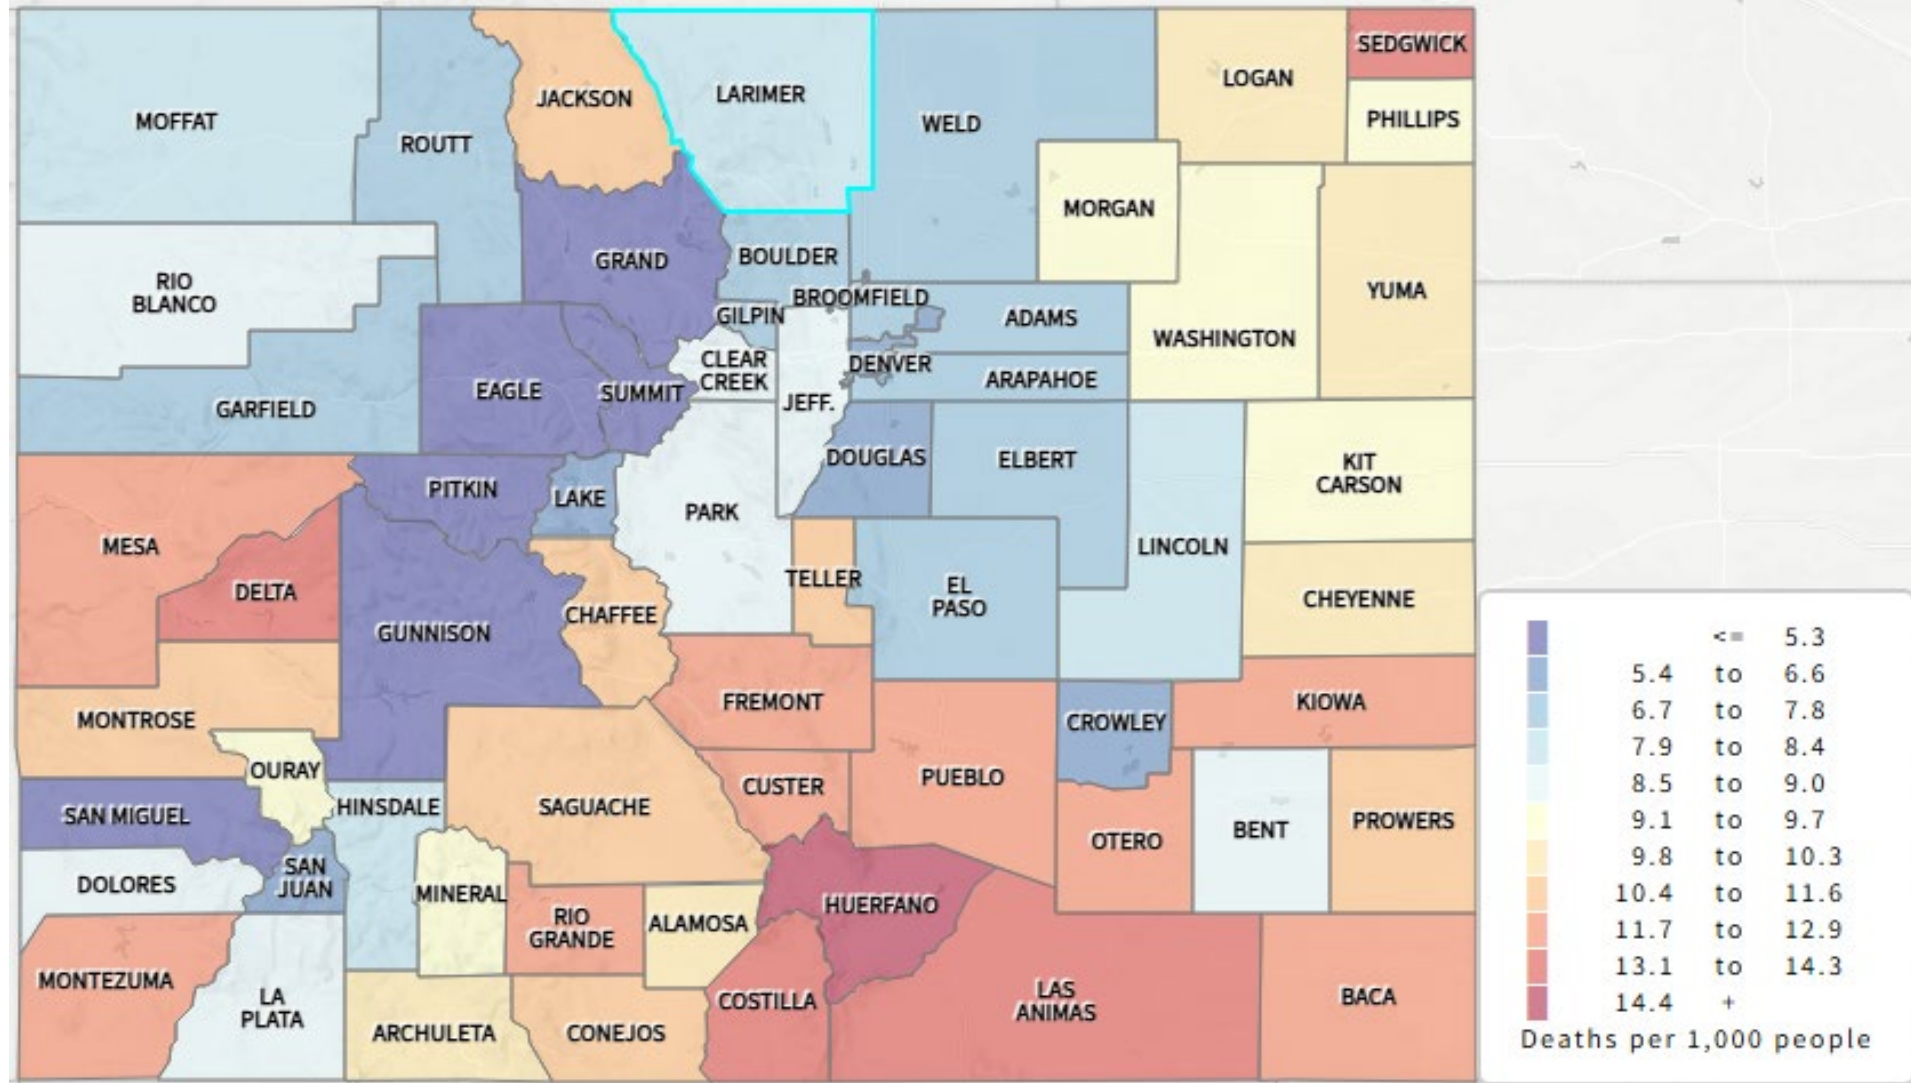 SEDGWICK
LOGAN
JACKSON
LARIMER
MOFFAT
PHILLIPS
WELD
ROUTT
MORGAN
BOULDER
GRAND
RIO
BLANCO
YUMA
BROOMFIELD
GILPIN
ADAMS
WASHINGTON
CLEAR
CREEK
DENVER
ARAPAHOE
EAGLE
SUMMIT
JEFF.
GARFIELD
DOUGLAS
ELBERT
KIT
CARSON
PITKIN
LAKE
PARK
MESA
LINCOLN
DELTA
TELLER
EL
PASO
CHEYENNE
CHAFFEE
GUNNISON
FREMONT
KIOWA
MONTROSE
CROWLEY
OURAY
PUEBLO
CUSTER
HINSDALE
SAGUACHE
SAN MIGUEL
PROWERS
BENT
OTERO
SAN
JUAN
DOLORES
MINERAL
HUERFANO
RIO
GRANDE
ALAMOSA
MONTEZUMA
LA
PLATA
COSTILLA
LAS
ANIMAS
BACA
ARCHULETA
CONEJOS
<= 5.3
5.4 to 6.6
6.7 to 7.8
7.9 to 8.4
8.5 to 9.0
9.1 to 9.7
9.8 to 10.3
10.4 to 11.6
11.7 to 12.9
13.1 to 14.3
14.4 +
Deaths per 1,000 people